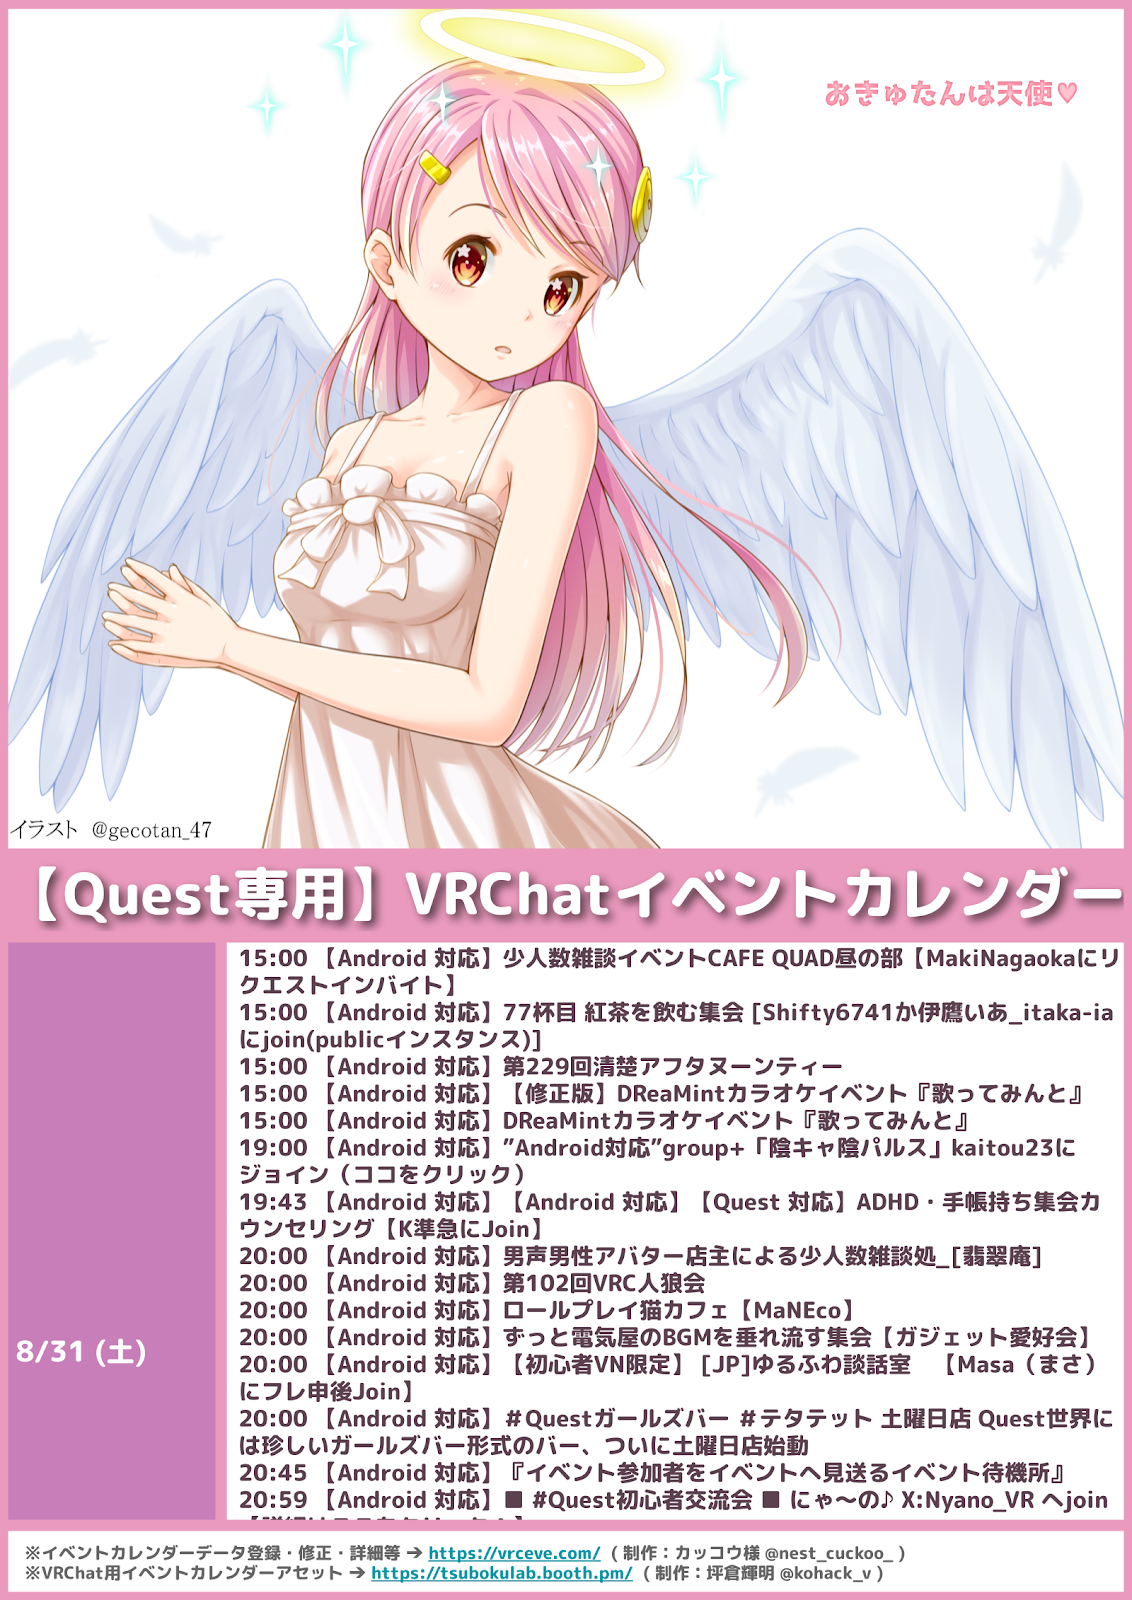 おきゅたんは天使♥
イラスト @gecotan_47
【Quest専用】VRChatイベントカレンダー
8/31 (土)
15:00 【Android 対応】少人数雑談イベントCAFE QUAD昼の部【MakiNagaokaにリ
クエストインバイト】
15:00 【Android 対応】77杯目 紅茶を飲む集会 [Shifty6741か伊鷹いあ_itaka-ia
にjoin(publicインスタンス)]
15:00 【Android 対応】第229回清楚アフタヌーンティー
15:00 【Android 対応】【修正版】DReaMintカラオケイベント『歌ってみんと』
15:00 【Android 対応】DReaMintカラオケイベント『歌ってみんと』
19:00 【Android 対応】”Android対応”group+「陰キャ陰パルス」kaitou23に
ジョイン（ココをクリック）
19:43 【Android 対応】【Android 対応】【Quest 対応】ADHD・手帳持ち集会カ
ウンセリング【K準急にJoin】
20:00 【Android 対応】男声男性アバター店主による少人数雑談処_[翡翠庵]
20:00 【Android 対応】第102回VRC人狼会
20:00 【Android 対応】ロールプレイ猫カフェ【MaNEco】
20:00 【Android 対応】ずっと電気屋のBGMを垂れ流す集会【ガジェット愛好会】
20:00 【Android 対応】【初心者VN限定】 [JP]ゆるふわ談話室　【Masa（まさ）
にフレ申後Join】
20:00 【Android 対応】＃Questガールズバー ＃テタテット 土曜日店 Quest世界に
は珍しいガールズバー形式のバー、ついに土曜日店始動
20:45 【Android 対応】『イベント参加者をイベントへ見送るイベント待機所』
20:59 【Android 対応】■ #Quest初心者交流会 ■ にゃ〜の♪ X:Nyano_VR へjoin
※イベントカレンダーデータ登録・修正・詳細等 → https://vrceve.com/ ( 制作：カッコウ様 @nest_cuckoo_ )
※VRChat用イベントカレンダーアセット → https://tsubokulab.booth.pm/ ( 制作：坪倉輝明 @kohack_v )